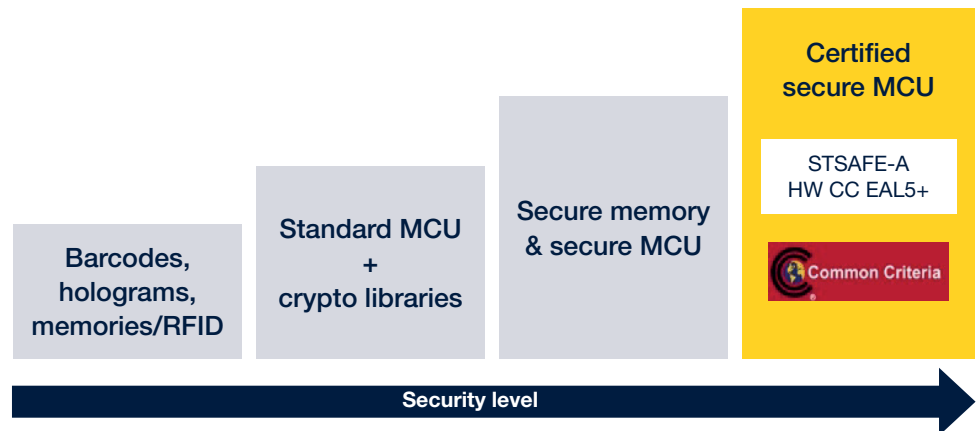 Barcodes,
holograms,
memories/RFID
Standard MCU
+
crypto libraries
Secure memory
& secure MCU
Certified
secure MCU
STSAFE-A
HW CC EAL5+
Common Criteria
®
Security level